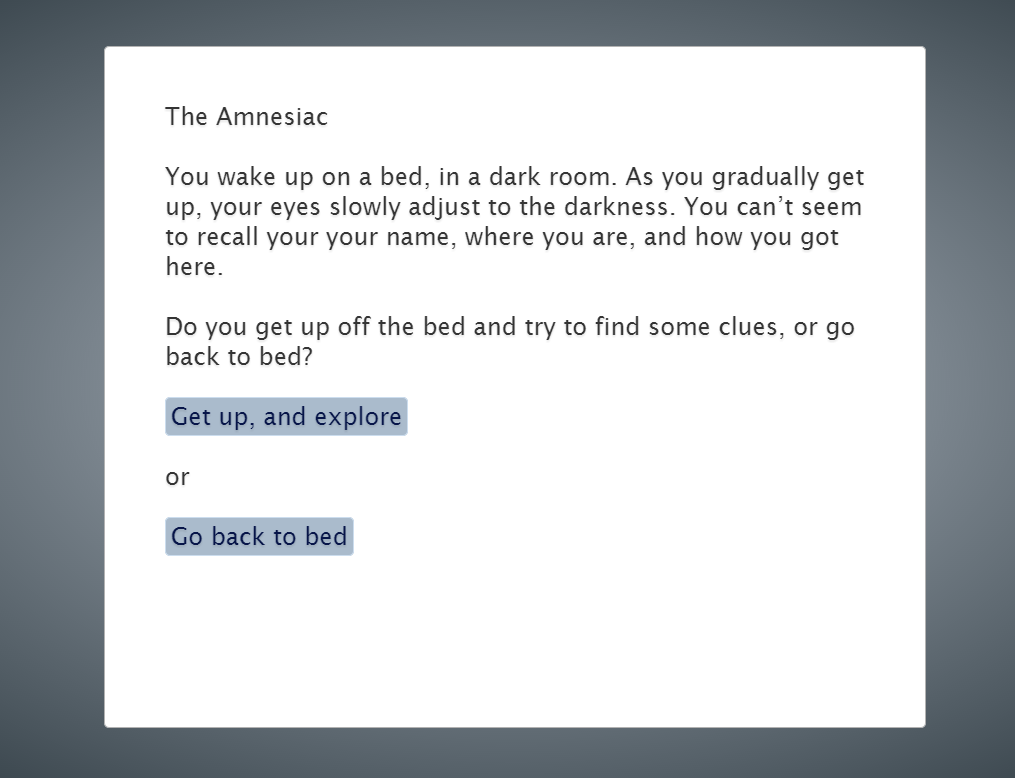 The Amnesiac
You wake up on a bed, in a dark room. As you gradually get
up, your eyes slowly adjust to the darkness. You can’t seem
to recall your your name, where you are, and how you got
here.
Do you get up off the bed and try to find some clues, or go
back to bed?
Get up, and explore
or
Go back to bed